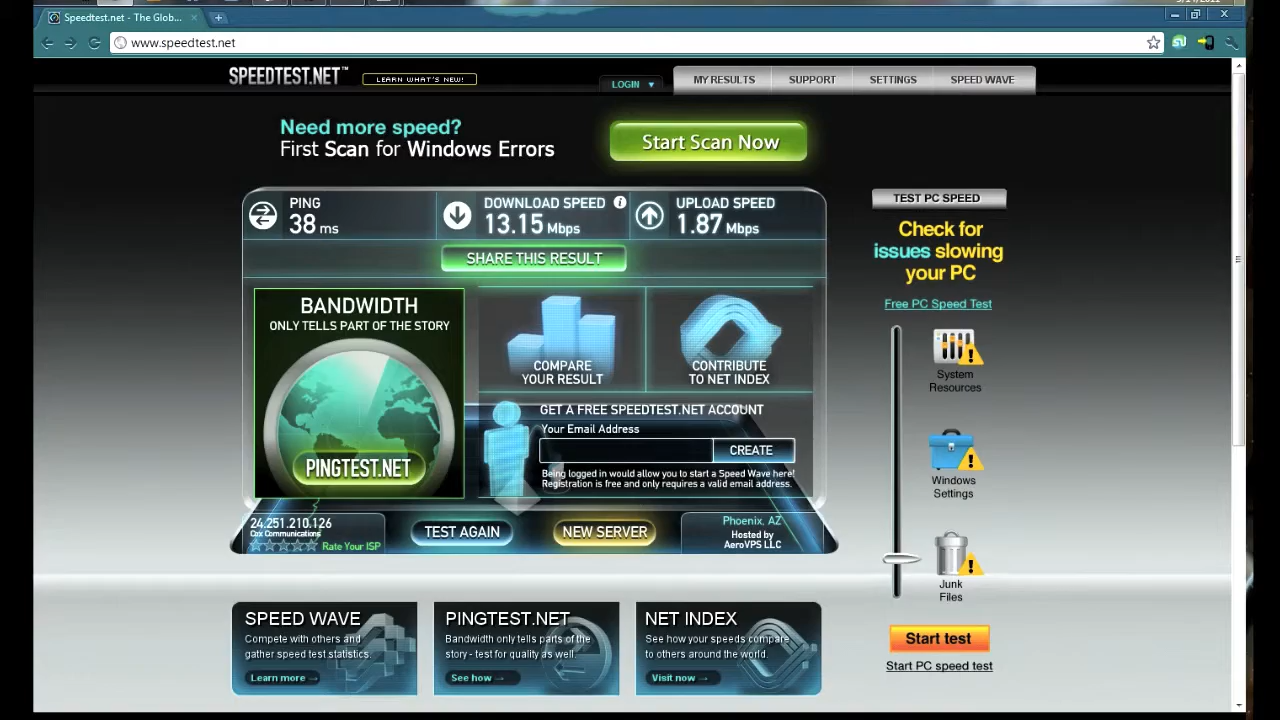 Speedtest.net - The Glob...
www.speedtest.net
SPEEDTEST.NET™
LEARN WHAT'S NEW!
LOGIN
MY RESULTS
SUPPORT
SETTINGS
SPEED WAVE
Need more speed?
First Scan for Windows Errors
Start Scan Now
PING
38 ms
DOWNLOAD SPEED
13.15 Mbps
UPLOAD SPEED
1.87 Mbps
SHARE THIS RESULT
BANDWIDTH
ONLY TELLS PART OF THE STORY
PINGTEST.NET
COMPARE
YOUR RESULT
CONTRIBUTE
TO NET INDEX
GET A FREE SPEEDTEST.NET ACCOUNT
Your Email Address
CREATE
Being logged in would allow you to start a Speed Wave here!
Registration is free and only requires a valid email address.
24.251.210.126
Cox Communications
Rate Your ISP
TEST AGAIN
NEW SERVER
Phoenix, AZ
Hosted by
AeroVPS LLC
TEST PC SPEED
Check for
issues slowing
your PC
Free PC Speed Test
System
Resources
Windows
Settings
Junk
Files
Start test
Start PC speed test
SPEED WAVE
Compete with others and
gather speed test statistics.
Learn more →
PINGTEST.NET
Bandwidth only tells parts of the
story - test for quality as well.
See how →
NET INDEX
See how your speeds compare
to others around the world.
Visit now →